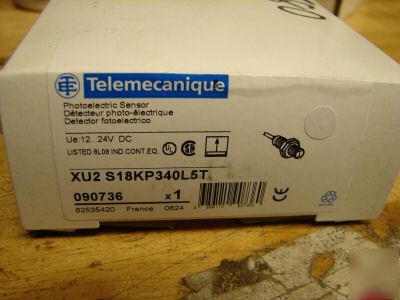 Telemecanique
Photoelectric Sensor
Détecteur photo-électrique
Detector fotoelectrico
Ue:12...24V DC
LISTED 8L08 IND.CONT.EQ.
XU2 S18KP340L5T
090736 x1
62535420 France 0624